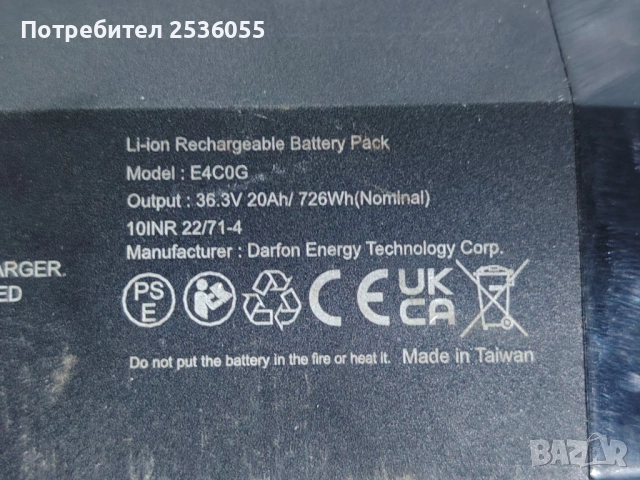 Потребител 2536055
Li-ion Rechargeable Battery Pack
Model : E4C0G
Output : 36.3V 20Ah/ 726Wh(Nominal)
10INR 22/71-4
Manufacturer : Darfon Energy Technology Corp.
ARGER.
ED
PS
E
CE
UK
CA
Do not put the battery in the fire or heat it. Made in Taiwan
BAZAR